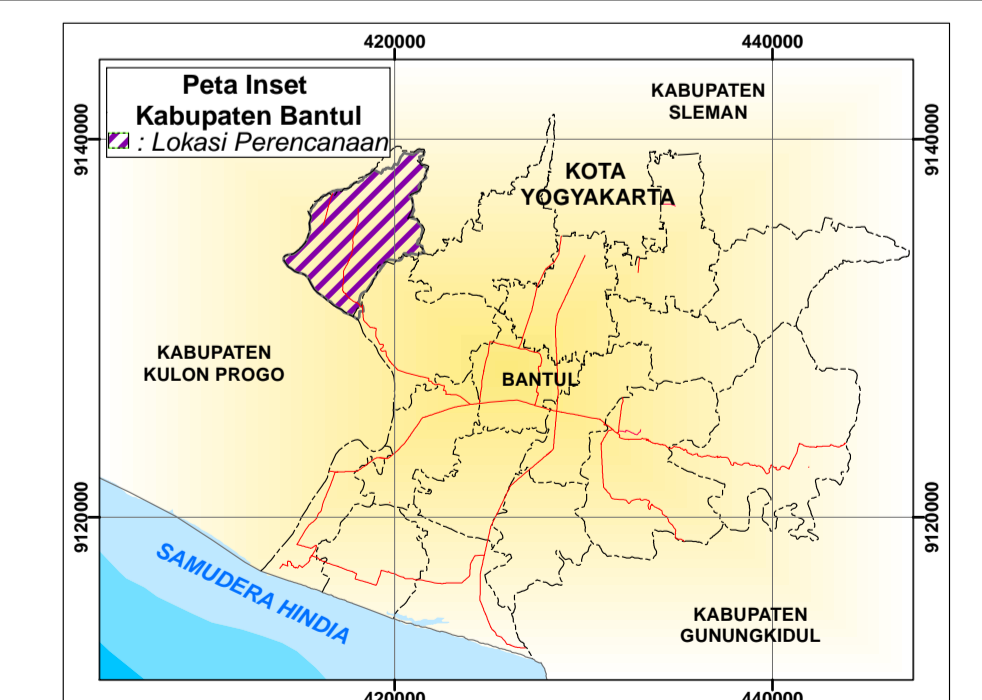 420000
440000
Peta Inset
Kabupaten Bantul
: Lokasi Perencanaan
KABUPATEN
SLEMAN
9140000
9140000
KOTA
YOGYAKARTA
KABUPATEN
KULON PROGO
BANTUL
9120000
9120000
SAMUDERA HINDIA
KABUPATEN
GUNUNGKIDUL
420000
440000